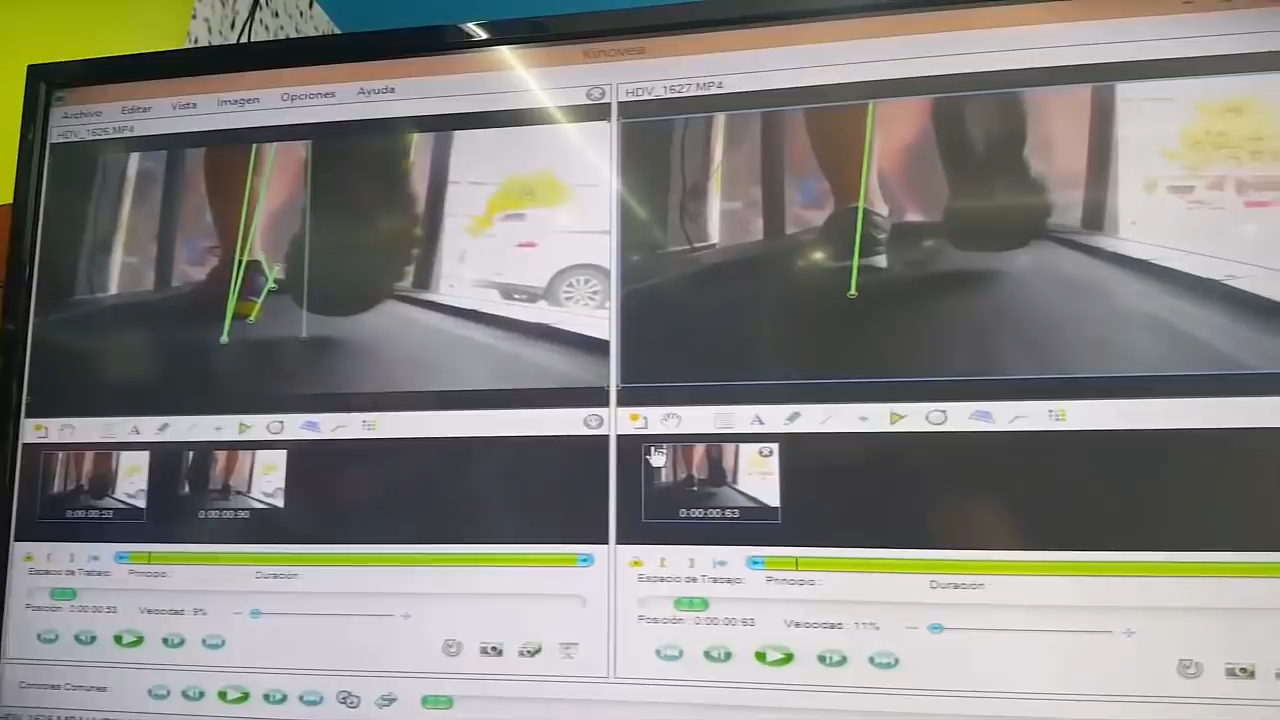 Kinovea
Archivo Editar Vista Imagen Opciones Ayuda
HDV_1626.MP4
HDV_1627.MP4
0:00:00:53
0:00:00:90
0:00:00:63
Espacio de Trabajo: Principio: Duración:
Posición: 0:00:00:53 Velocidad: 9%
Espacio de Trabajo: Principio: Duración:
Posición: 0:00:00:63 Velocidad: 11%
Controles Comunes: